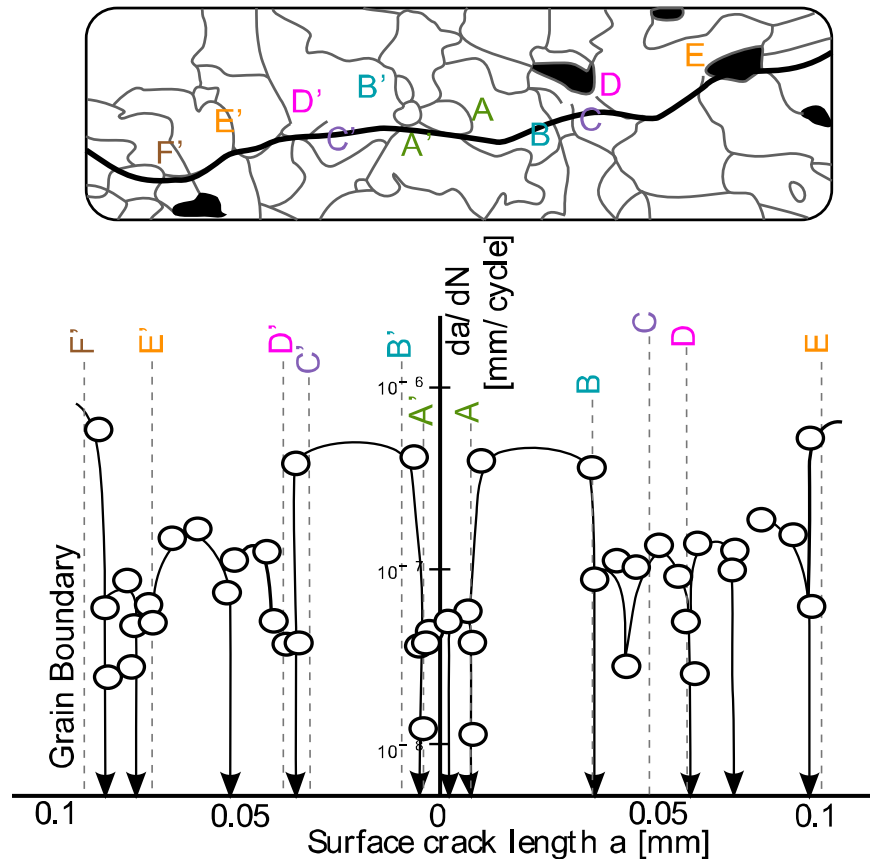 E
D
B'
D'
A
C
E'
B
C'
A'
F'
da/dN
[mm/cycle]
F'
E'
D'
C'
B'
A'
A
B
C
D
E
10⁻⁶
10⁻⁷
10⁻⁸
Grain Boundary
0.1
0.05
0
0.05
0.1
Surface crack length a [mm]